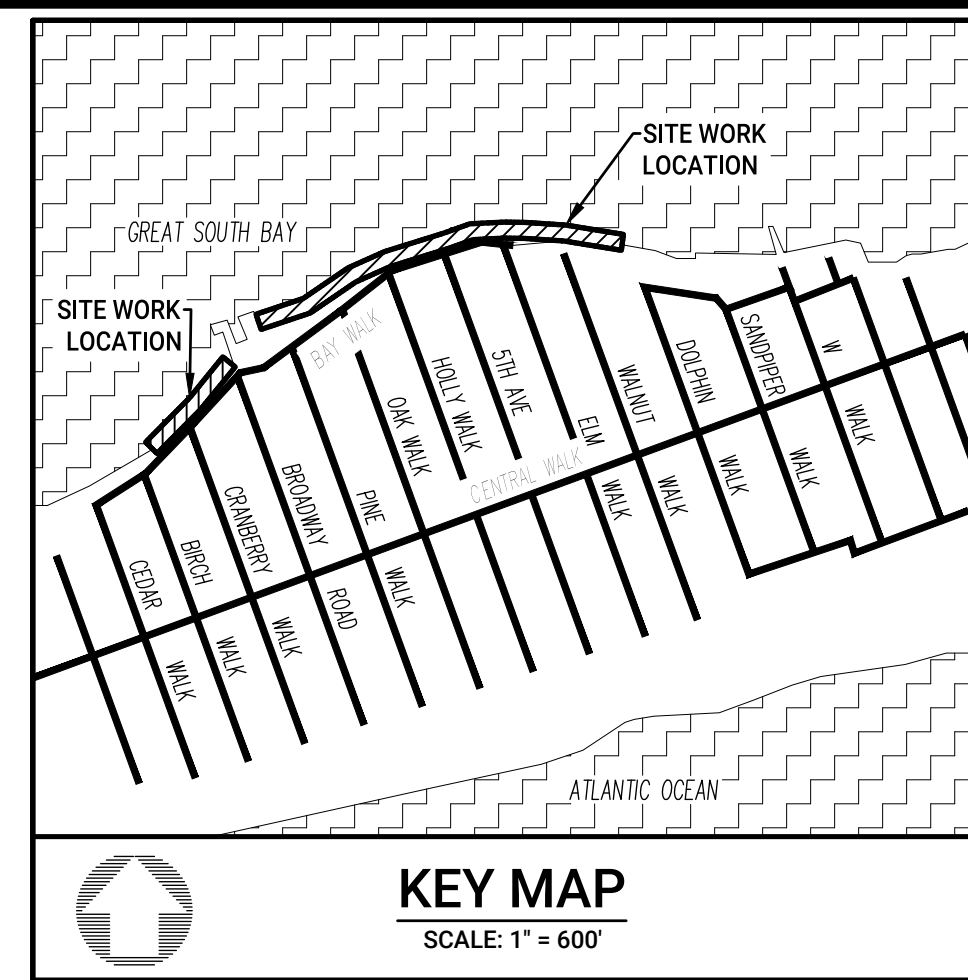 SITE WORK
LOCATION
GREAT SOUTH BAY
SITE WORK
LOCATION
BAY WALK
HOLLY WALK
5TH AVE
OAK WALK
ELM
WALK
WALNUT
WALK
DOLPHIN
WALK
SANDPIPER
WALK
W
WALK
CENTRAL WALK
CEDAR
WALK
BIRCH
WALK
CRANBERRY
WALK
BROADWAY
ROAD
PINE
WALK
ATLANTIC OCEAN
KEY MAP
SCALE: 1" = 600'